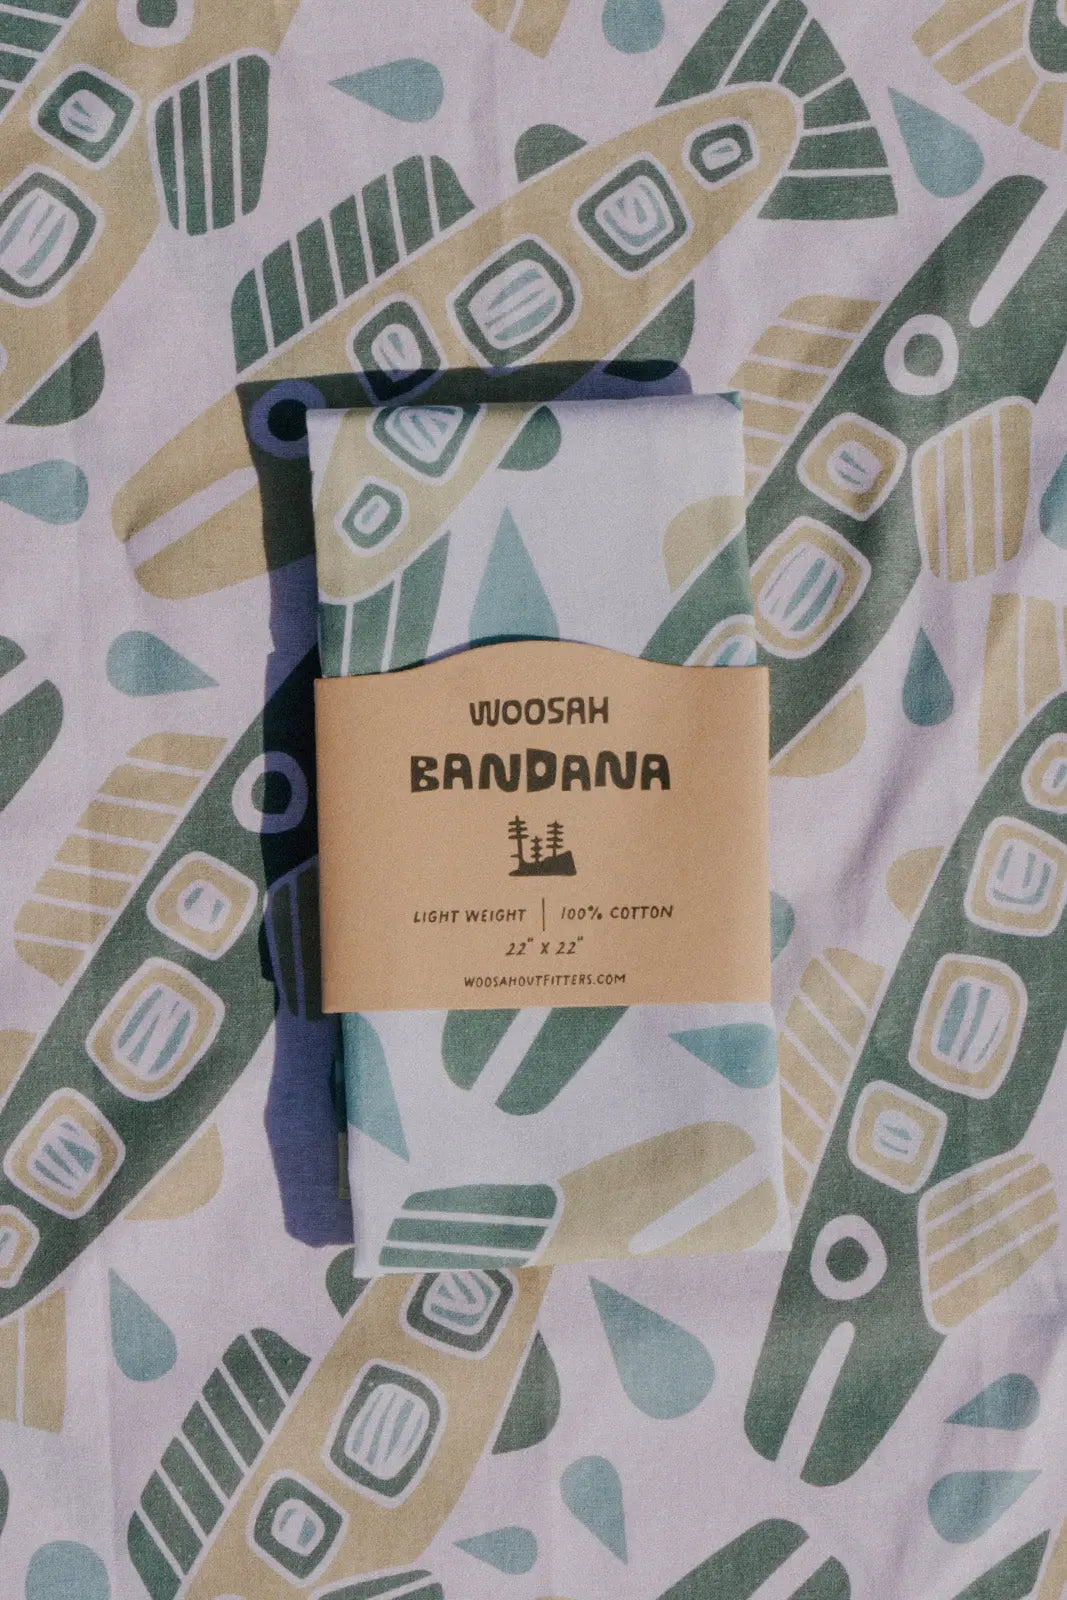 WOOSAH
BANDANA
LIGHT WEIGHT | 100% COTTON
22" X 22"
WOOSAHOUTFITTERS.COM